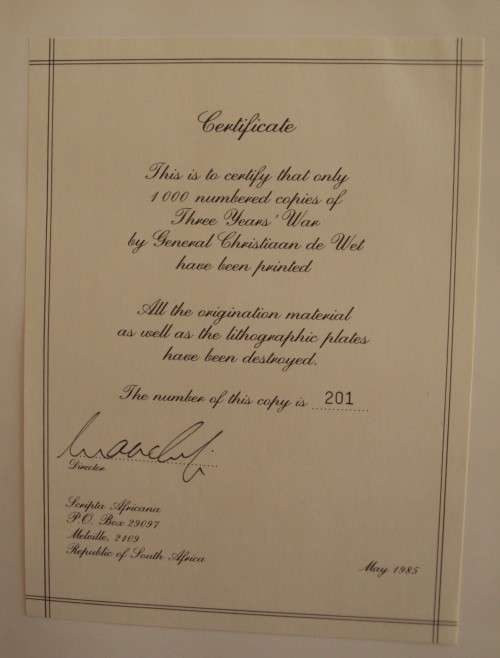 Certificate
This is to certify that only
1000 numbered copies of
Three Years' War
by General Christiaan de Wet
have been printed
All the origination material
as well as the lithographic plates
have been destroyed.
The number of this copy is 201
Director
Scripta Africana
P.O. Box 29097
Melville, 2109
Republic of South Africa
May 1985